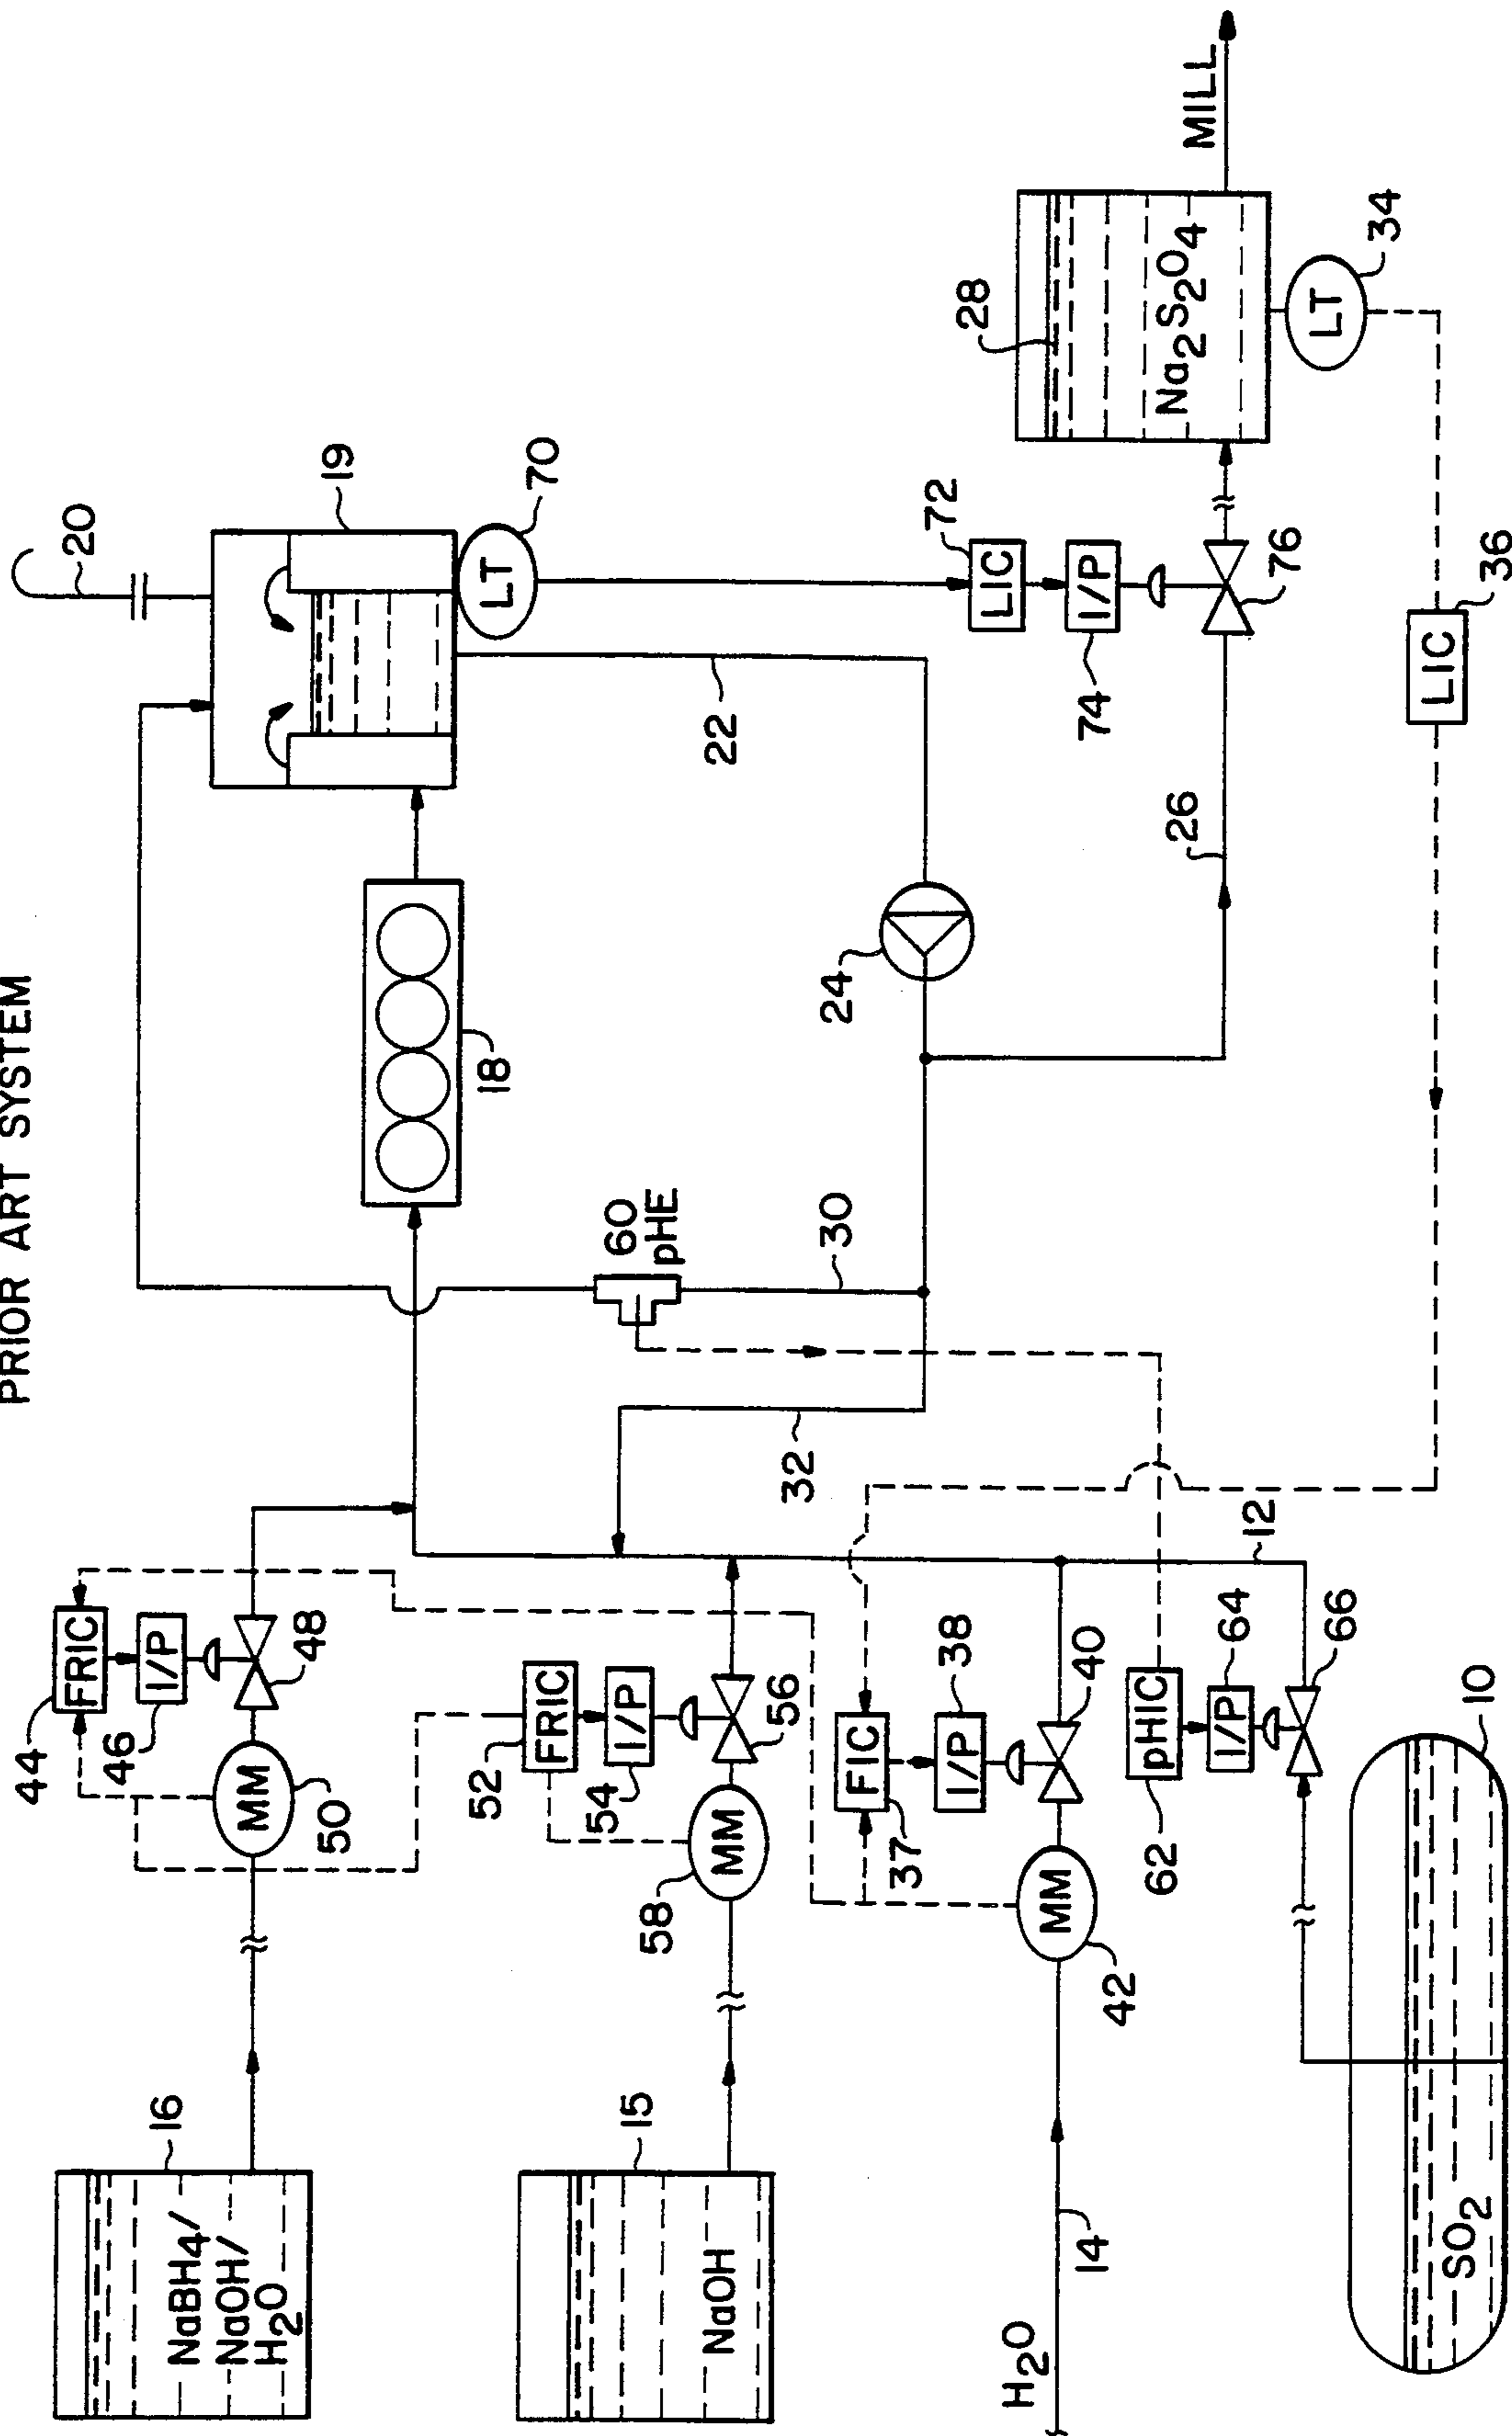 PRIOR ART SYSTEM
20
19
LT
70
18
22
24
60
pHE
30
32
26
72
LIC
74
I/P
76
28
Na2S2O4
MILL
LT
34
LIC
36
44
FRIC
46
I/P
48
MM
50
16
NaBH4/
NaOH/
H2O
52
FRIC
54
I/P
56
MM
58
15
NaOH
FIC
37
I/P
38
40
MM
42
14
H2O
12
pHIC
62
I/P
64
66
10
SO2